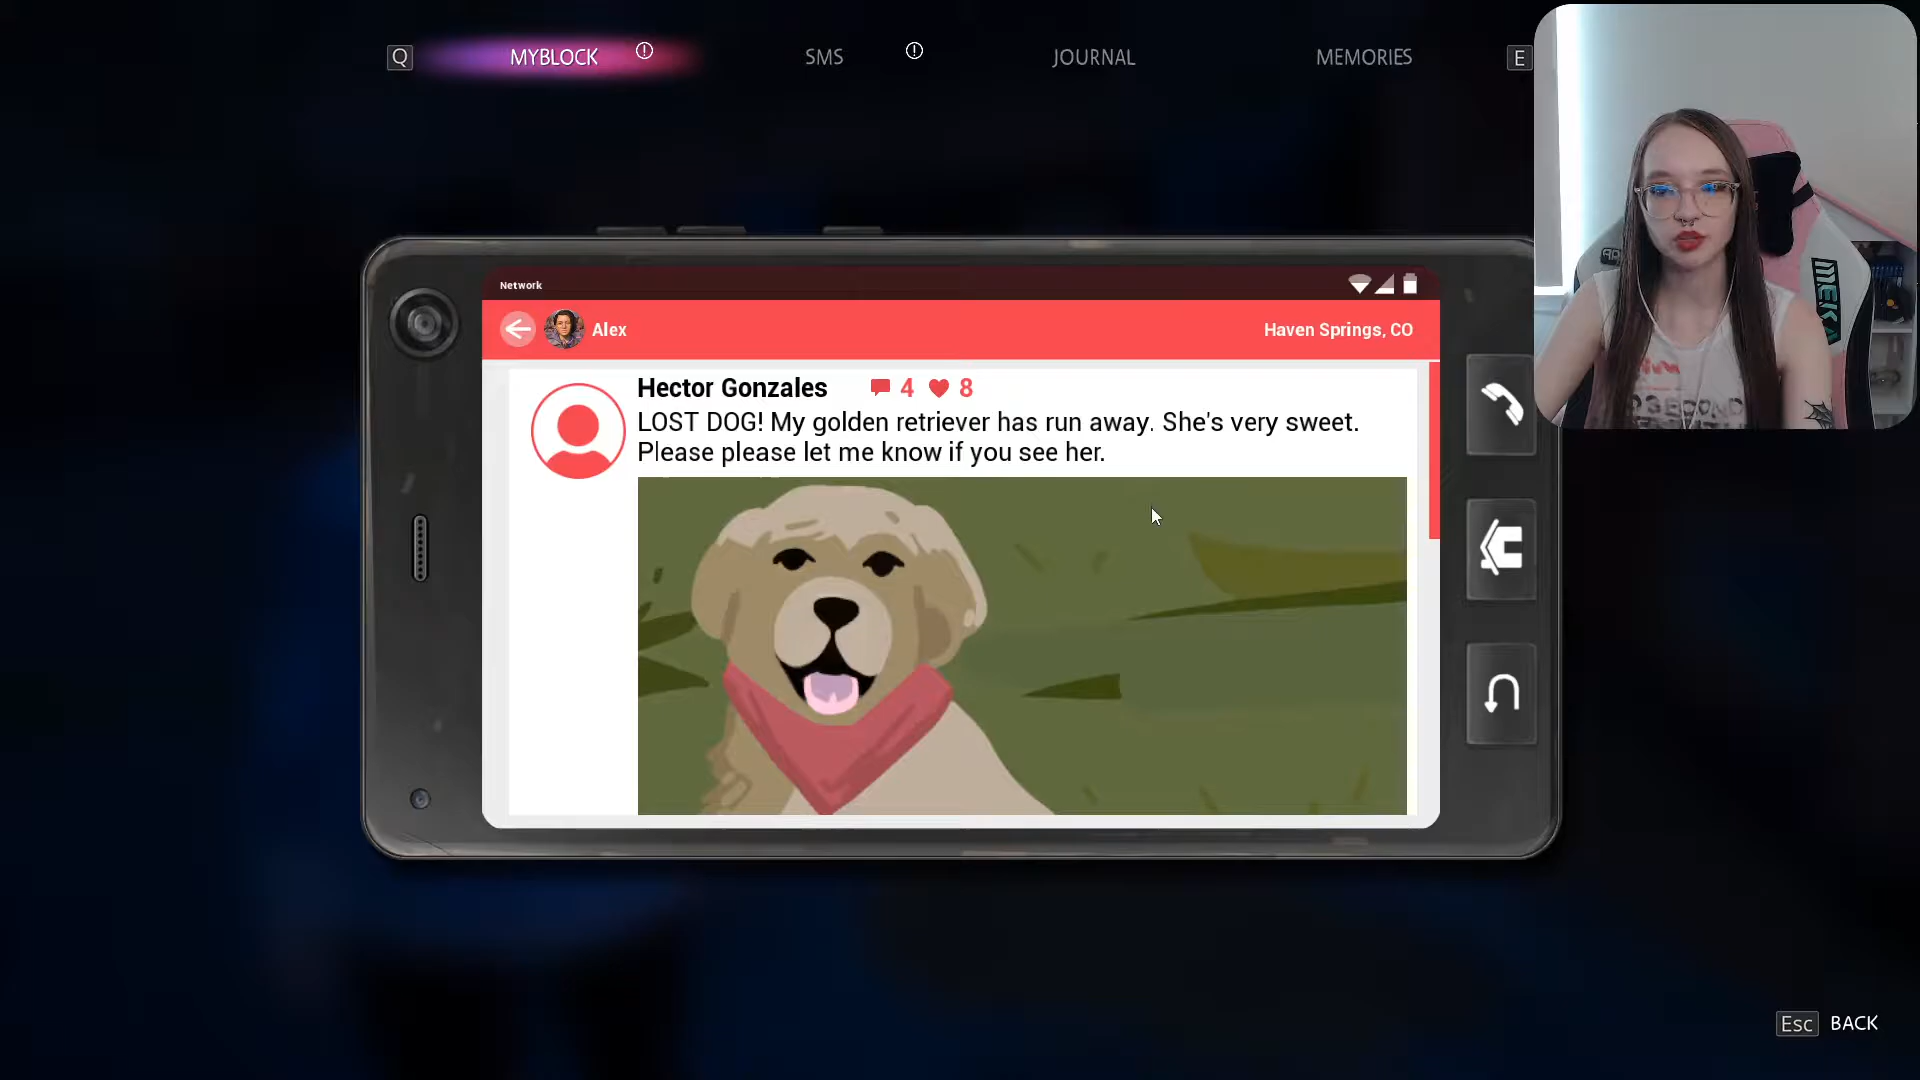 Q MYBLOCK SMS JOURNAL MEMORIES E
Network
Alex Haven Springs, CO
Hector Gonzales 4 8
LOST DOG! My golden retriever has run away. She's very sweet.
Please please let me know if you see her.
MEKA
Esc BACK